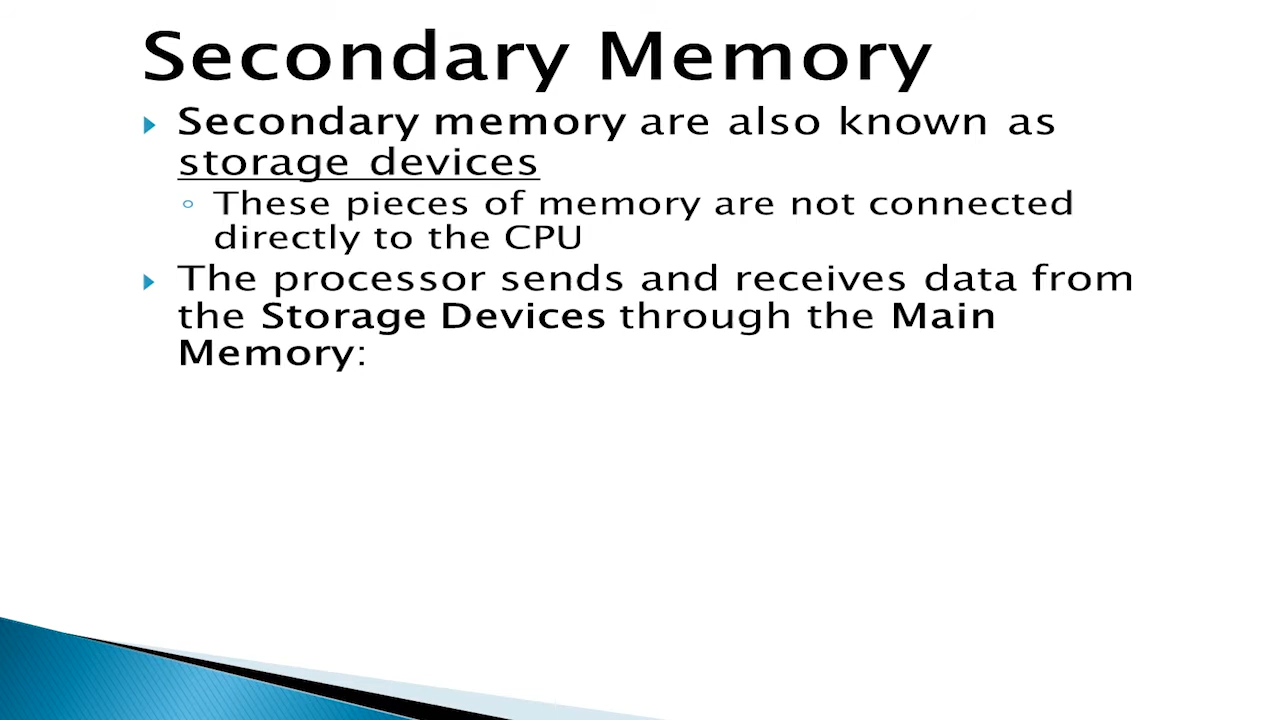 Secondary Memory
Secondary memory are also known as
storage devices
These pieces of memory are not connected
directly to the CPU
The processor sends and receives data from
the Storage Devices through the Main
Memory: